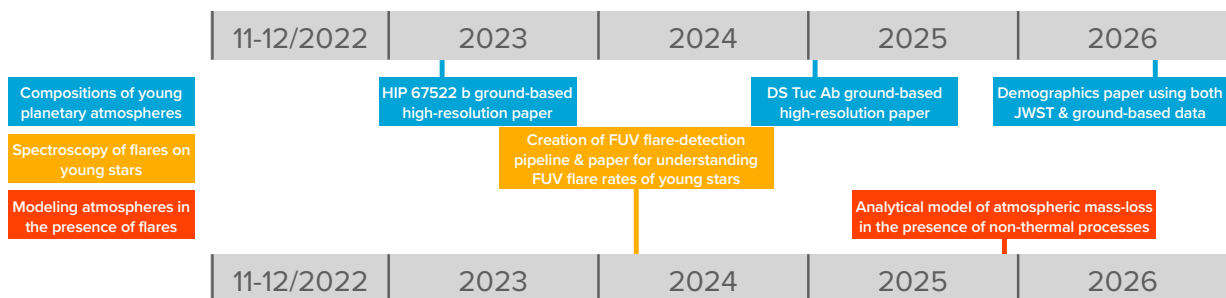 11-12/2022 2023 2024 2025 2026
Compositions of young
planetary atmospheres
HIP 67522 b ground-based
high-resolution paper
DS Tuc Ab ground-based
high-resolution paper
Demographics paper using both
JWST & ground-based data
Spectroscopy of flares on
young stars
Creation of FUV flare-detection
pipeline & paper for understanding
FUV flare rates of young stars
Modeling atmospheres in
the presence of flares
Analytical model of atmospheric mass-loss
in the presence of non-thermal processes
11-12/2022 2023 2024 2025 2026